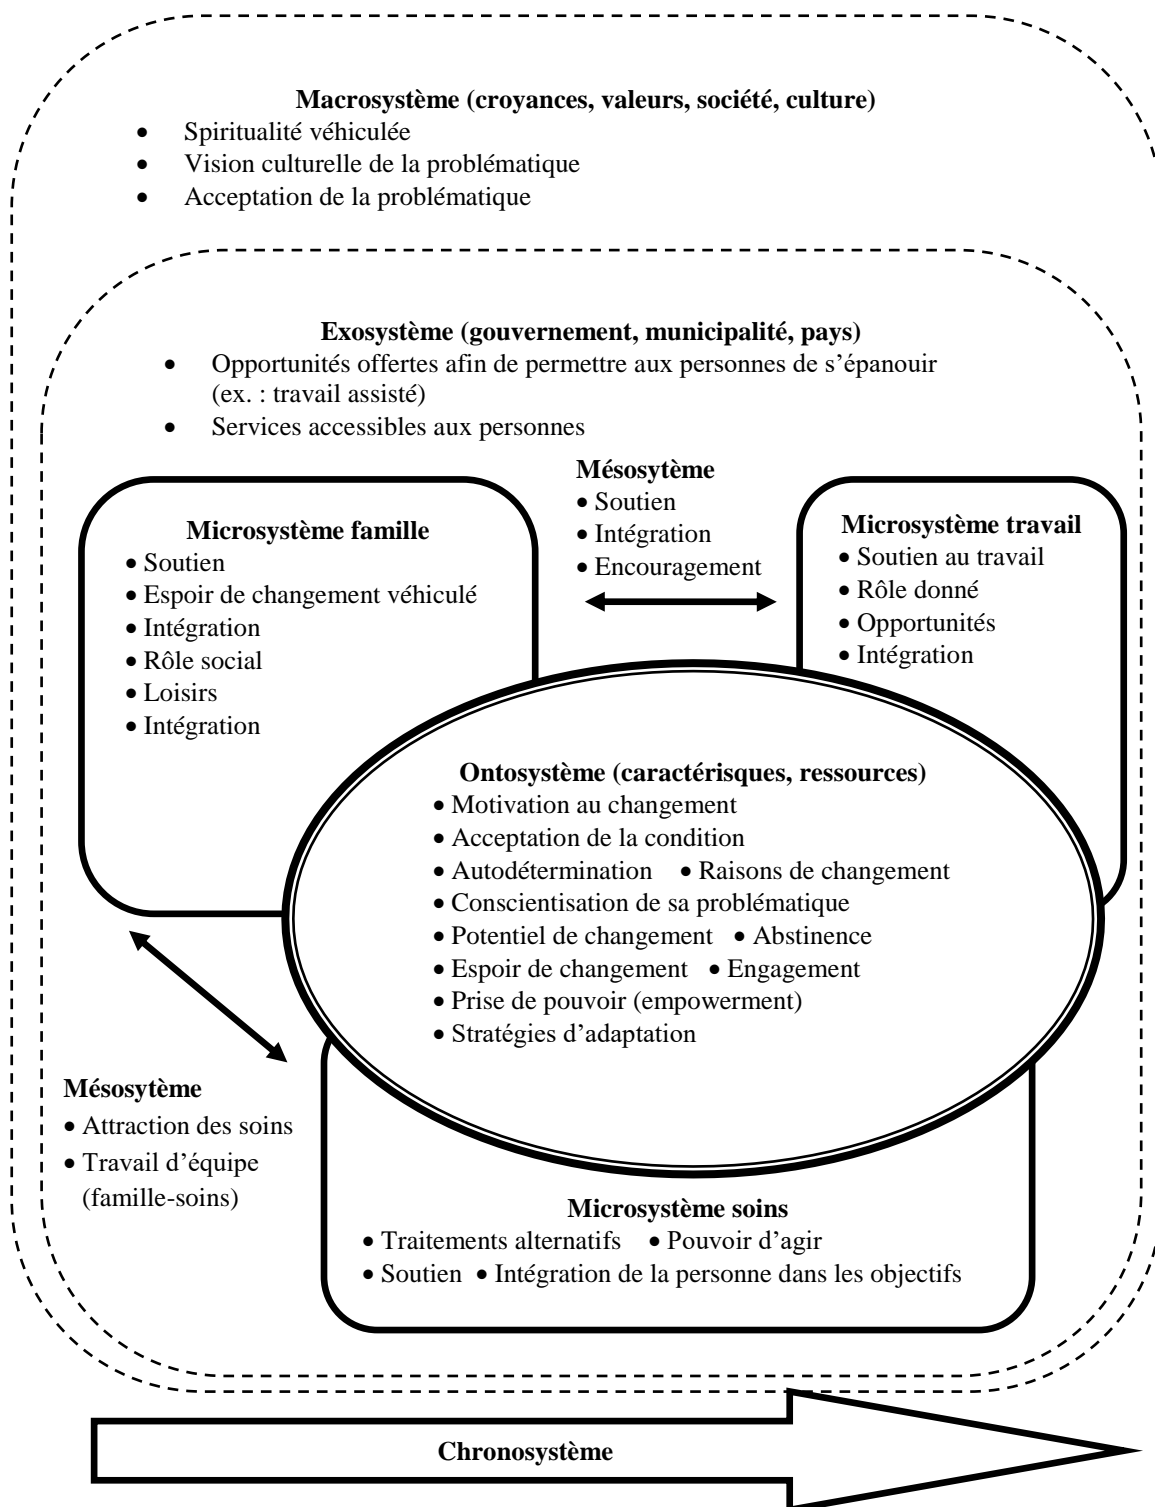 Macrosystème (croyances, valeurs, société, culture)
• Spiritualité véhiculée
• Vision culturelle de la problématique
• Acceptation de la problématique
Exosystème (gouvernement, municipalité, pays)
• Opportunités offertes afin de permettre aux personnes de s’épanouir
(ex. : travail assisté)
• Services accessibles aux personnes
Mésosytème
• Soutien
• Intégration
• Encouragement
Microsystème famille
• Soutien
• Espoir de changement véhiculé
• Intégration
• Rôle social
• Loisirs
• Intégration
Microsystème travail
• Soutien au travail
• Rôle donné
• Opportunités
• Intégration
Ontosystème (caractérisques, ressources)
• Motivation au changement
• Acceptation de la condition
• Autodétermination • Raisons de changement
• Conscientisation de sa problématique
• Potentiel de changement • Abstinence
• Espoir de changement • Engagement
• Prise de pouvoir (empowerment)
• Stratégies d’adaptation
Mésosytème
• Attraction des soins
• Travail d’équipe
(famille-soins)
Microsystème soins
• Traitements alternatifs • Pouvoir d’agir
• Soutien • Intégration de la personne dans les objectifs
Chronosystème